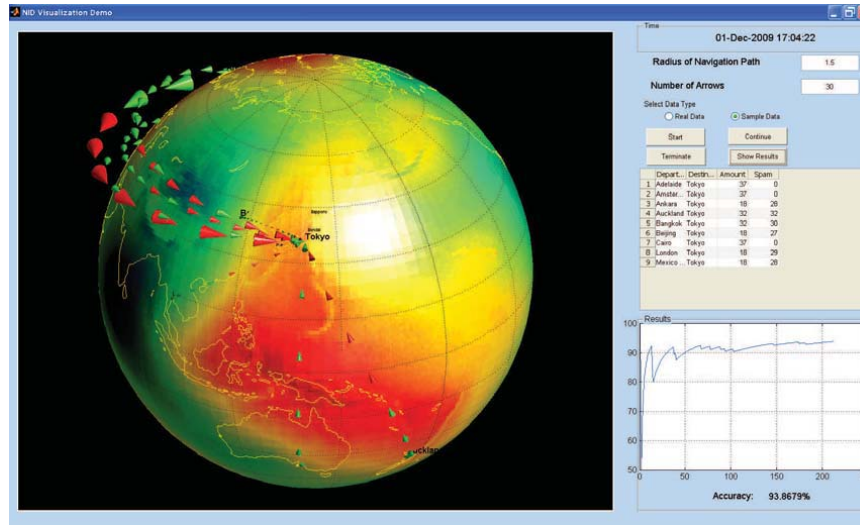 NID Visualization Demo
Time
01-Dec-2009 17:04:22
Radius of Navigation Path 1.5
Number of Arrows 30
Select Data Type
Real Data Sample Data
Start Continue
Terminate Show Results
Depart... Destin... Amount Spam
1 Adelaide Tokyo 37 0
2 Amster... Tokyo 37 0
3 Ankara Tokyo 18 28
4 Auckland Tokyo 32 32
5 Bangkok Tokyo 32 30
6 Beijing Tokyo 18 27
7 Cairo Tokyo 37 0
8 London Tokyo 18 29
9 Mexico ... Tokyo 18 28
Sapporo
Tokyo
Auckland
Results
100
90
80
70
60
50
0 50 100 150 200
Accuracy: 93.8679%